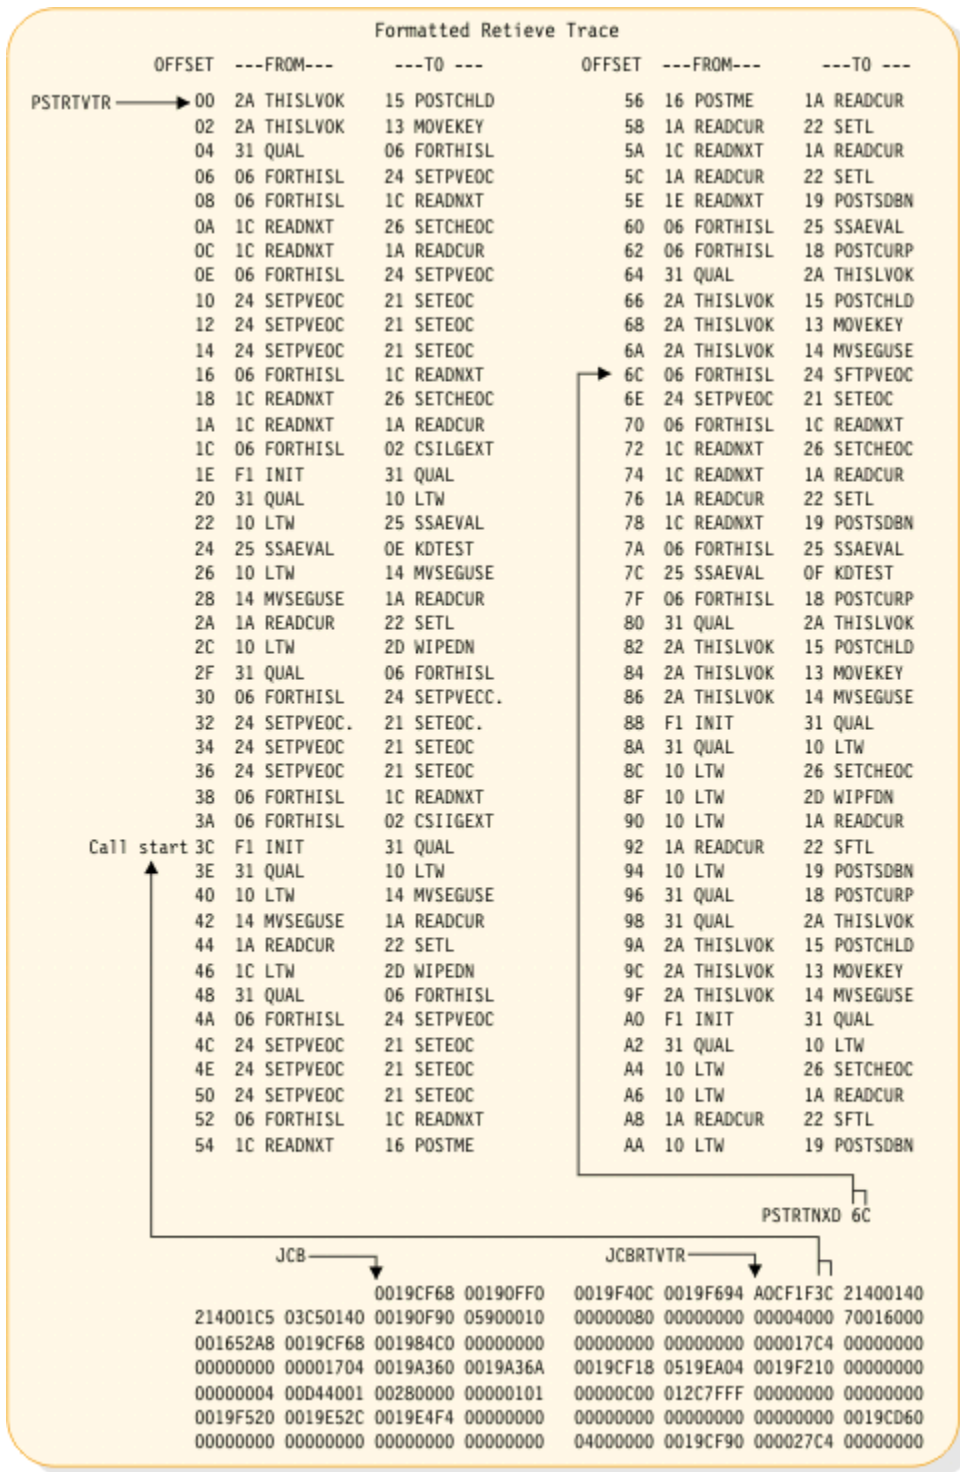 Formatted Retieve Trace
OFFSET ---FROM--- ---TO --- OFFSET ---FROM--- ---TO ---
PSTRTVTR 00 2A THISLVOK 15 POSTCHLD 56 16 POSTME 1A READCUR
02 2A THISLVOK 13 MOVEKEY 58 1A READCUR 22 SETL
04 31 QUAL 06 FORTHISL 5A 1C READNXT 1A READCUR
06 06 FORTHISL 24 SETPVEOC 5C 1A READCUR 22 SETL
08 06 FORTHISL 1C READNXT 5E 1E READNXT 19 POSTSDBN
0A 1C READNXT 26 SETCHEOC 60 06 FORTHISL 25 SSAEVAL
0C 1C READNXT 1A READCUR 62 06 FORTHISL 18 POSTCURP
0E 06 FORTHISL 24 SETPVEOC 64 31 QUAL 2A THISLVOK
10 24 SETPVEOC 21 SETEOC 66 2A THISLVOK 15 POSTCHLD
12 24 SETPVEOC 21 SETEOC 68 2A THISLVOK 13 MOVEKEY
14 24 SETPVEOC 21 SETEOC 6A 2A THISLVOK 14 MVSEGUSE
16 06 FORTHISL 1C READNXT 6C 06 FORTHISL 24 SFTPVEOC
18 1C READNXT 26 SETCHEOC 6E 24 SETPVEOC 21 SETEOC
1A 1C READNXT 1A READCUR 70 06 FORTHISL 1C READNXT
1C 06 FORTHISL 02 CSILGEXT 72 1C READNXT 26 SETCHEOC
1E F1 INIT 31 QUAL 74 1C READNXT 1A READCUR
20 31 QUAL 10 LTW 76 1A READCUR 22 SETL
22 10 LTW 25 SSAEVAL 78 1C READNXT 19 POSTSDBN
24 25 SSAEVAL 0E KDTEST 7A 06 FORTHISL 25 SSAEVAL
26 10 LTW 14 MVSEGUSE 7C 25 SSAEVAL 0F KDTEST
28 14 MVSEGUSE 1A READCUR 7F 06 FORTHISL 18 POSTCURP
2A 1A READCUR 22 SETL 80 31 QUAL 2A THISLVOK
2C 10 LTW 2D WIPEDN 82 2A THISLVOK 15 POSTCHLD
2F 31 QUAL 06 FORTHISL 84 2A THISLVOK 13 MOVEKEY
30 06 FORTHISL 24 SETPVECC. 86 2A THISLVOK 14 MVSEGUSE
32 24 SETPVEOC. 21 SETEOC. 88 F1 INIT 31 QUAL
34 24 SETPVEOC 21 SETEOC 8A 31 QUAL 10 LTW
36 24 SETPVEOC 21 SETEOC 8C 10 LTW 26 SETCHEOC
38 06 FORTHISL 1C READNXT 8F 10 LTW 2D WIPFDN
3A 06 FORTHISL 02 CSIIGEXT 90 10 LTW 1A READCUR
Call start 3C F1 INIT 31 QUAL 92 1A READCUR 22 SFTL
3E 31 QUAL 10 LTW 94 10 LTW 19 POSTSDBN
40 10 LTW 14 MVSEGUSE 96 31 QUAL 18 POSTCURP
42 14 MVSEGUSE 1A READCUR 98 31 QUAL 2A THISLVOK
44 1A READCUR 22 SETL 9A 2A THISLVOK 15 POSTCHLD
46 1C LTW 2D WIPEDN 9C 2A THISLVOK 13 MOVEKEY
48 31 QUAL 06 FORTHISL 9F 2A THISLVOK 14 MVSEGUSE
4A 06 FORTHISL 24 SETPVEOC A0 F1 INIT 31 QUAL
4C 24 SETPVEOC 21 SETEOC A2 31 QUAL 10 LTW
4E 24 SETPVEOC 21 SETEOC A4 10 LTW 26 SETCHEOC
50 24 SETPVEOC 21 SETEOC A6 10 LTW 1A READCUR
52 06 FORTHISL 1C READNXT A8 1A READCUR 22 SFTL
54 1C READNXT 16 POSTME AA 10 LTW 19 POSTSDBN
PSTRTNXD 6C
JCB JCBRTVTR
0019CF68 00190FF0 0019F40C 0019F694 A0CF1F3C 21400140
214001C5 03C50140 00190F90 05900010 00000080 00000000 00004000 70016000
001652A8 0019CF68 001984C0 00000000 00000000 00000000 000017C4 00000000
00000000 00001704 0019A360 0019A36A 0019CF18 0519EA04 0019F210 00000000
00000004 00D44001 00280000 00000101 00000C00 012C7FFF 00000000 00000000
0019F520 0019E52C 0019E4F4 00000000 00000000 00000000 00000000 0019CD60
00000000 00000000 00000000 00000000 04000000 0019CF90 000027C4 00000000